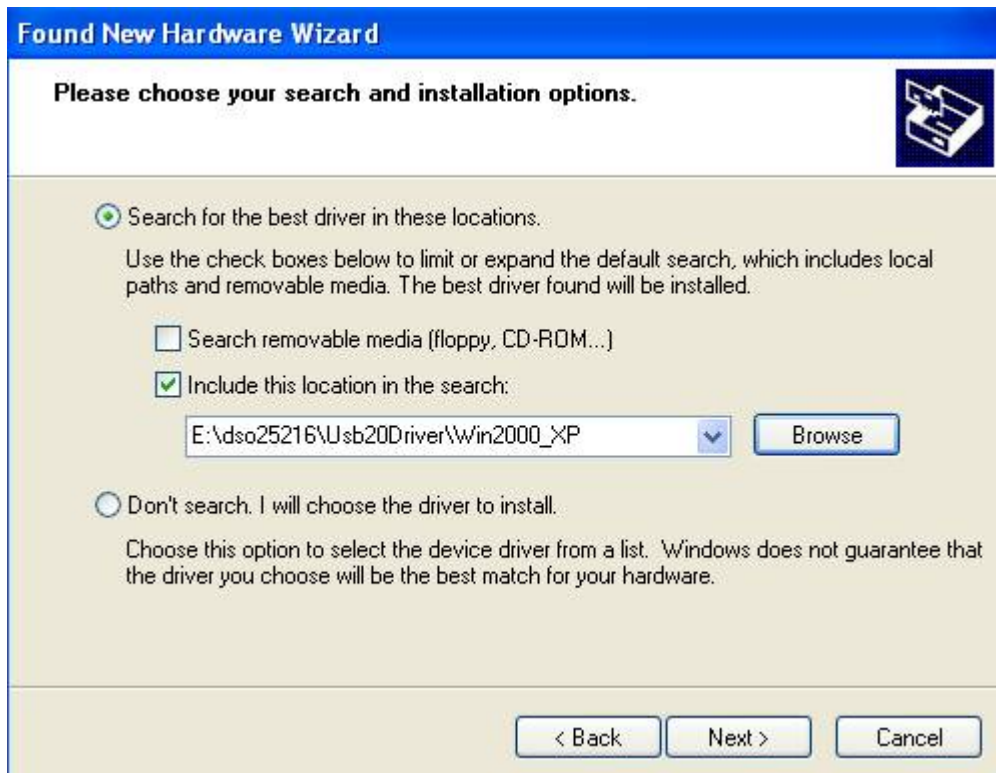 Found New Hardware Wizard
Please choose your search and installation options.
Search for the best driver in these locations.
Use the check boxes below to limit or expand the default search, which includes local
paths and removable media. The best driver found will be installed.
Search removable media (floppy, CD-ROM...)
Include this location in the search:
E:\dso25216\Usb20Driver\Win2000_XP
Browse
Don't search. I will choose the driver to install.
Choose this option to select the device driver from a list.  Windows does not guarantee that
the driver you choose will be the best match for your hardware.
< Back
Next >
Cancel